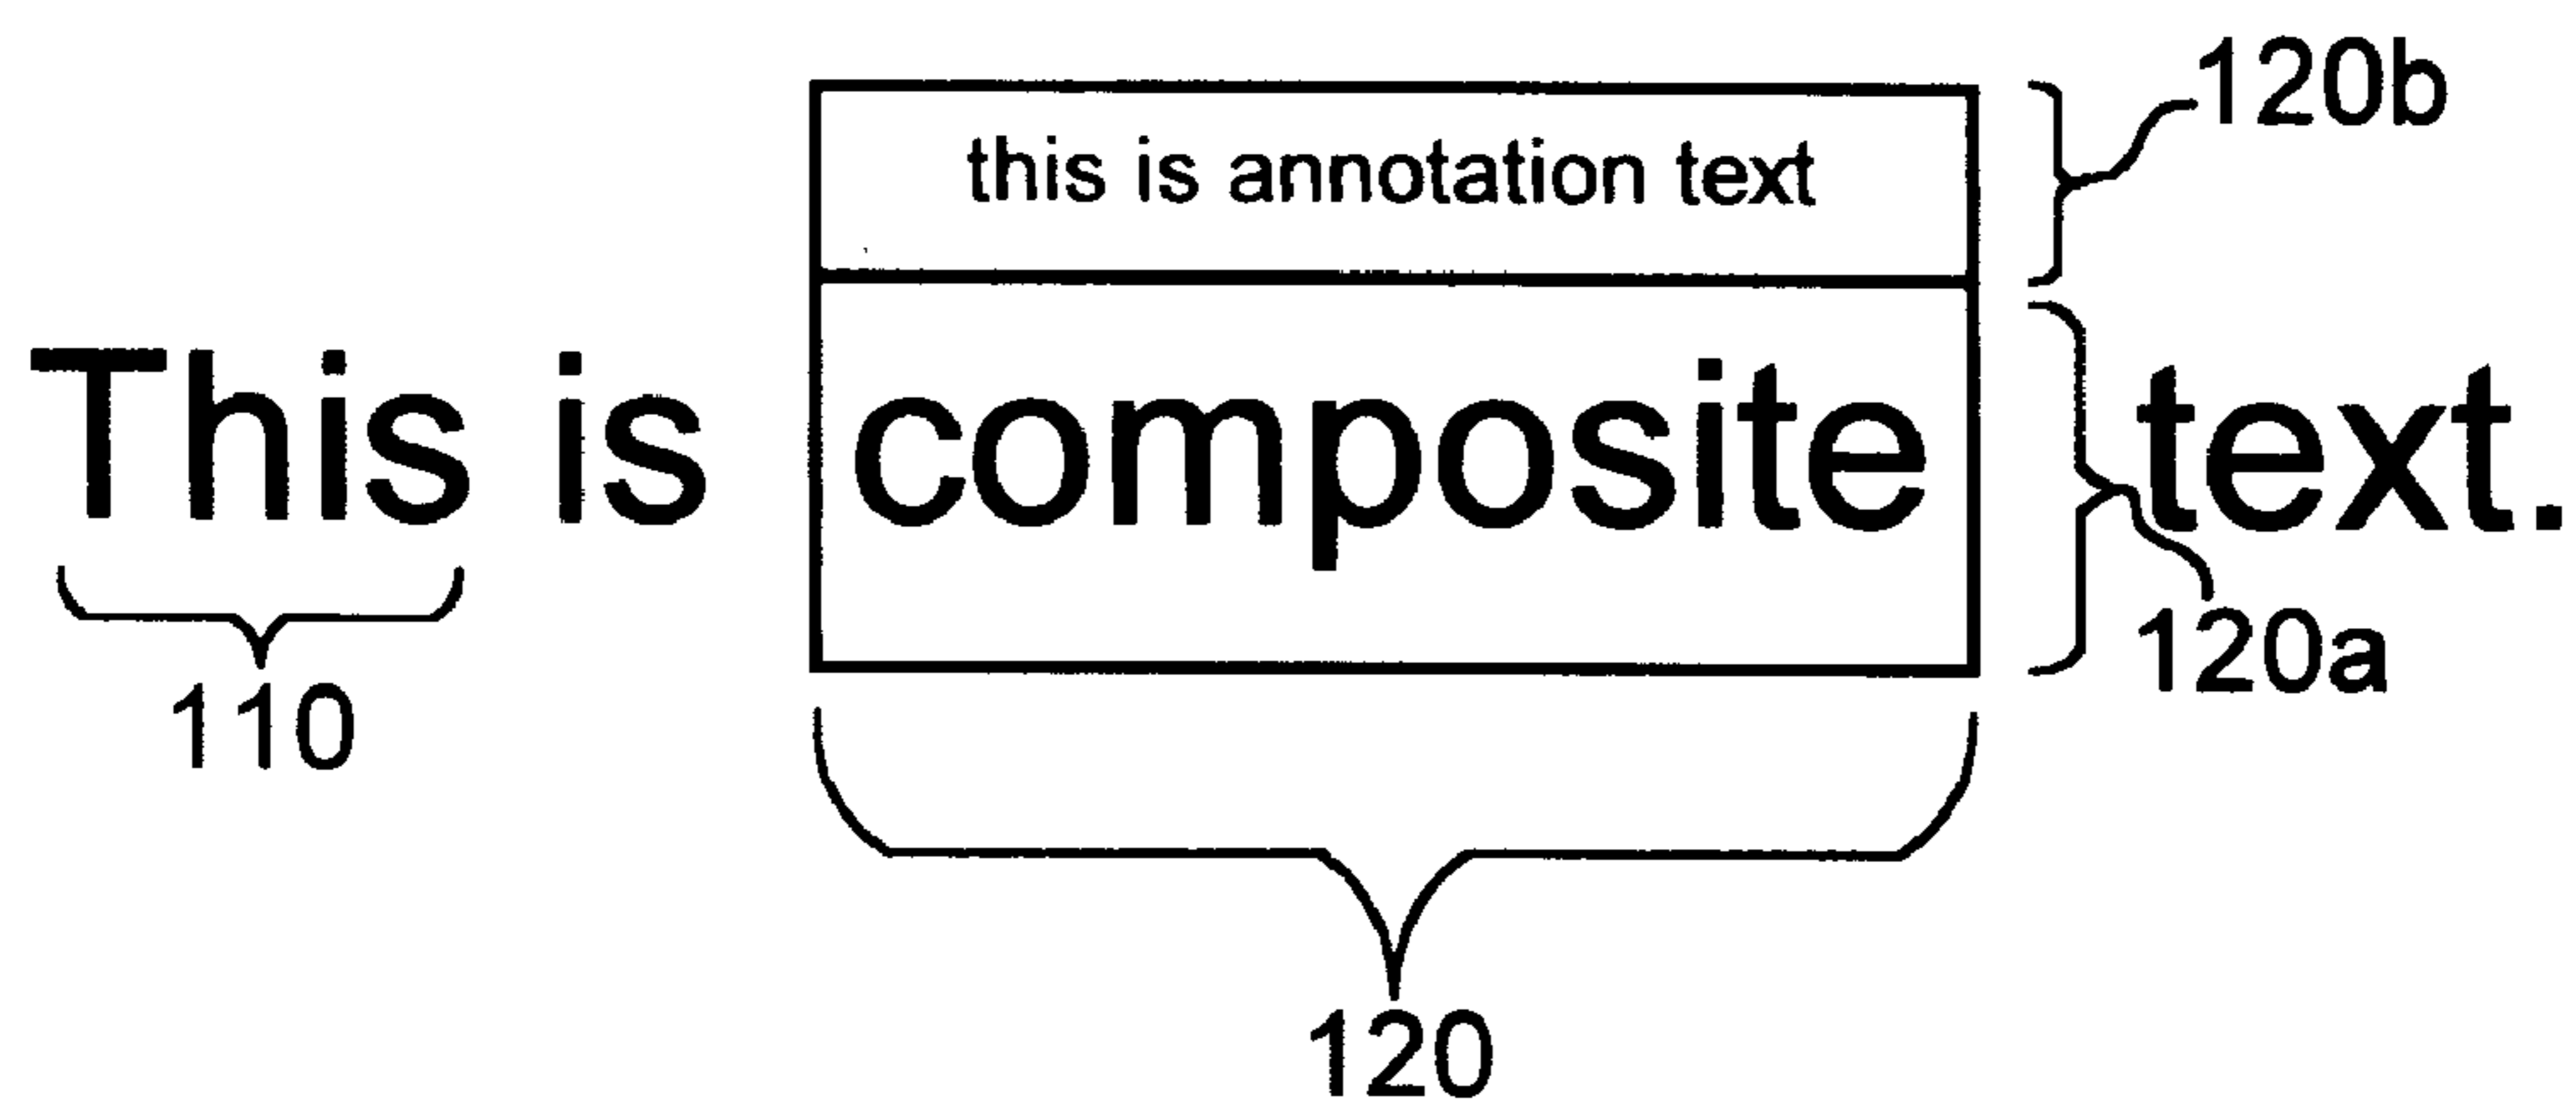 120b
this is annotation text
This is composite text.
120a
110
120